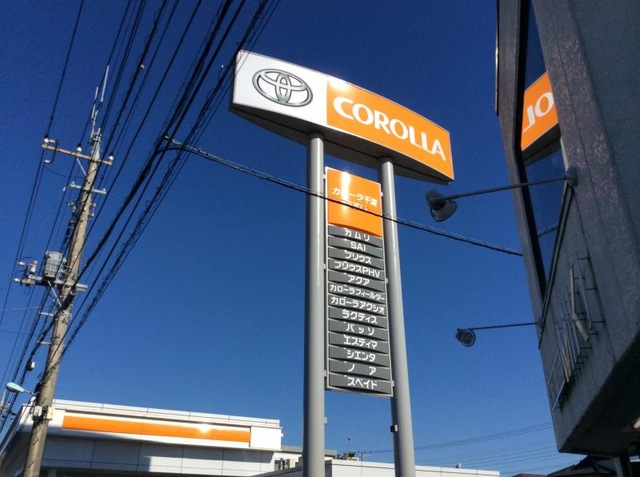 COROLLA
カローラ千葉
カムリ
SAI
プリウス
プリウスPHV
アクア
カローラフィールダー
カローラアクシオ
ラクティス
パッソ
エスティマ
シエンタ
ノア
スペイド